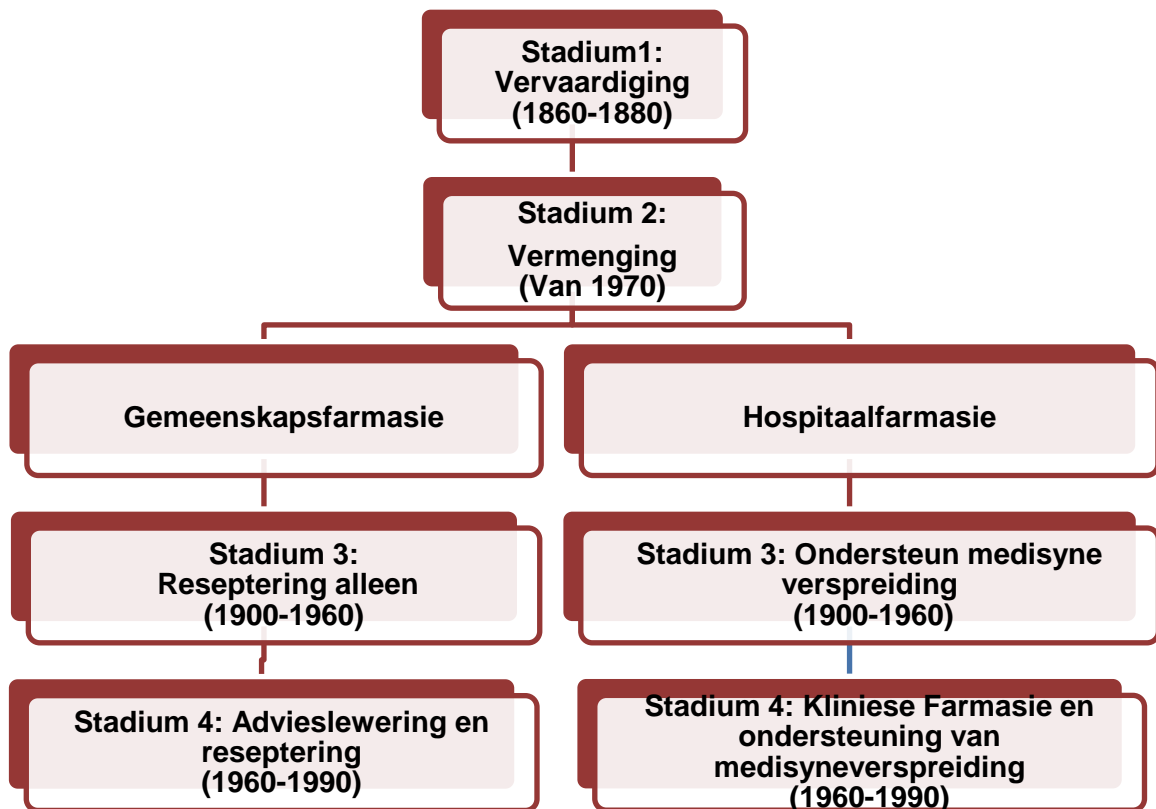 Stadium1:
Vervaardiging
(1860-1880)
Stadium 2:
Vermenging
(Van 1970)
Gemeenskapsfarmasie
Hospitaalfarmasie
Stadium 3:
Reseptering alleen
(1900-1960)
Stadium 3: Ondersteun medisyne
verspreiding
(1900-1960)
Stadium 4: Advieslewering en
reseptering
(1960-1990)
Stadium 4: Kliniese Farmasie en
ondersteuning van
medisyneverspreiding
(1960-1990)